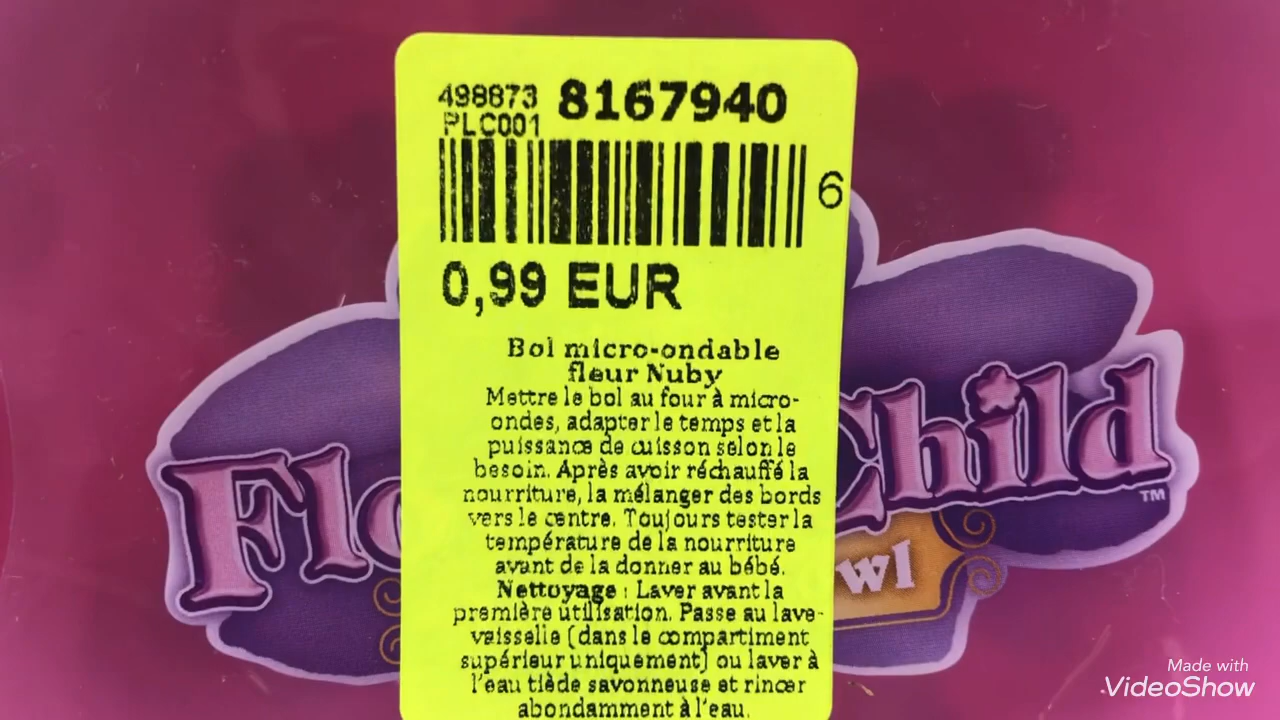 498873 8167940
PLC001
6
0,99 EUR
Bol micro-ondable
fleur Nuby
Mettre le bol au four à micro-
ondes, adapter le temps et la
puissance de cuisson selon le
besoin. Après avoir réchauffé la
nourriture, la mélanger des bords
vers le centre. Toujours tester la
température de la nourriture
avant de la donner au bébé.
Nettoyage : Laver avant la
première utilisation. Passe au lave-
vaisselle (dans le compartiment
supérieur uniquement) ou laver à
l'eau tiède savonneuse et rincer
abondamment à l'eau.
Flo Child TM
wl
Made with
VideoShow